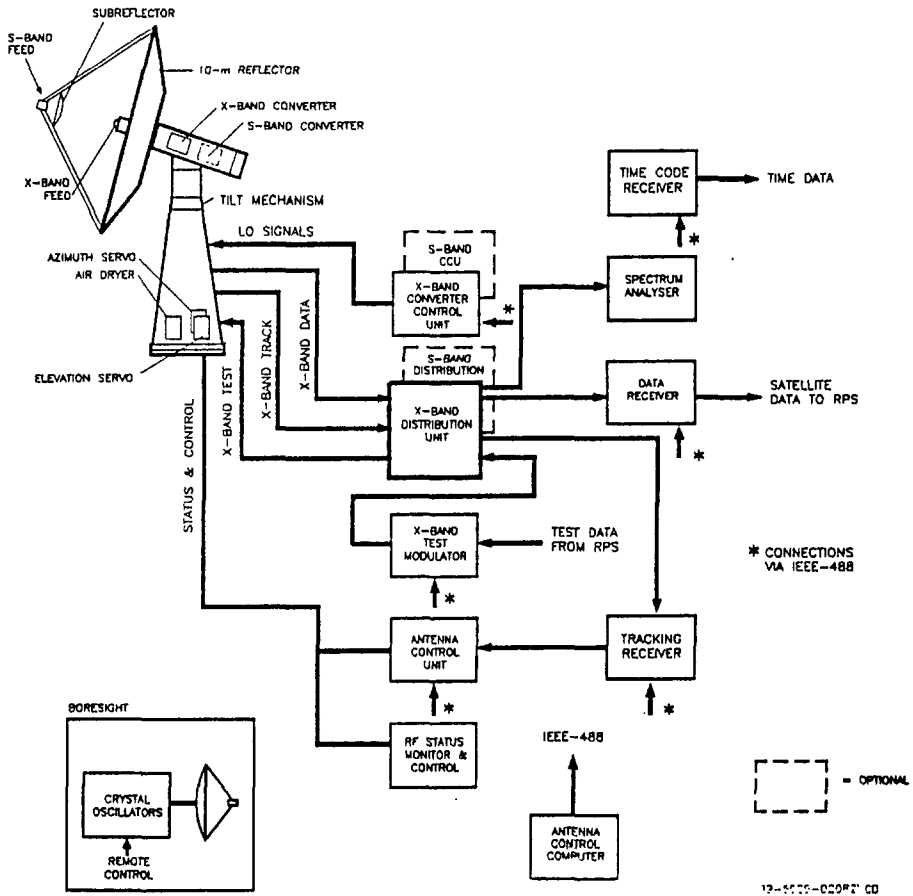 SUBREFLECTOR
S-BAND
FEED
10-m REFLECTOR
X-BAND CONVERTER
S-BAND CONVERTER
X-BAND
FEED
TILT MECHANISM
LO SIGNALS
AZIMUTH SERVO
AIR DRYER
ELEVATION SERVO
STATUS & CONTROL
X-BAND TEST
X-BAND TRACK
X-BAND DATA
S-BAND
CCU
X-BAND
CONVERTER
CONTROL
UNIT
*
S-BAND
DISTRIBUTION
X-BAND
DISTRIBUTION
UNIT
TIME CODE
RECEIVER
TIME DATA
*
SPECTRUM
ANALYSER
DATA
RECEIVER
SATELLITE
DATA TO RPS
*
X-BAND
TEST
MODULATOR
TEST DATA
FROM RPS
*
* CONNECTIONS
VIA IEEE-488
ANTENNA
CONTROL
UNIT
*
TRACKING
RECEIVER
*
RF STATUS
MONITOR &
CONTROL
IEEE-488
ANTENNA
CONTROL
COMPUTER
BORESIGHT
CRYSTAL
OSCILLATORS
REMOTE
CONTROL
= OPTIONAL